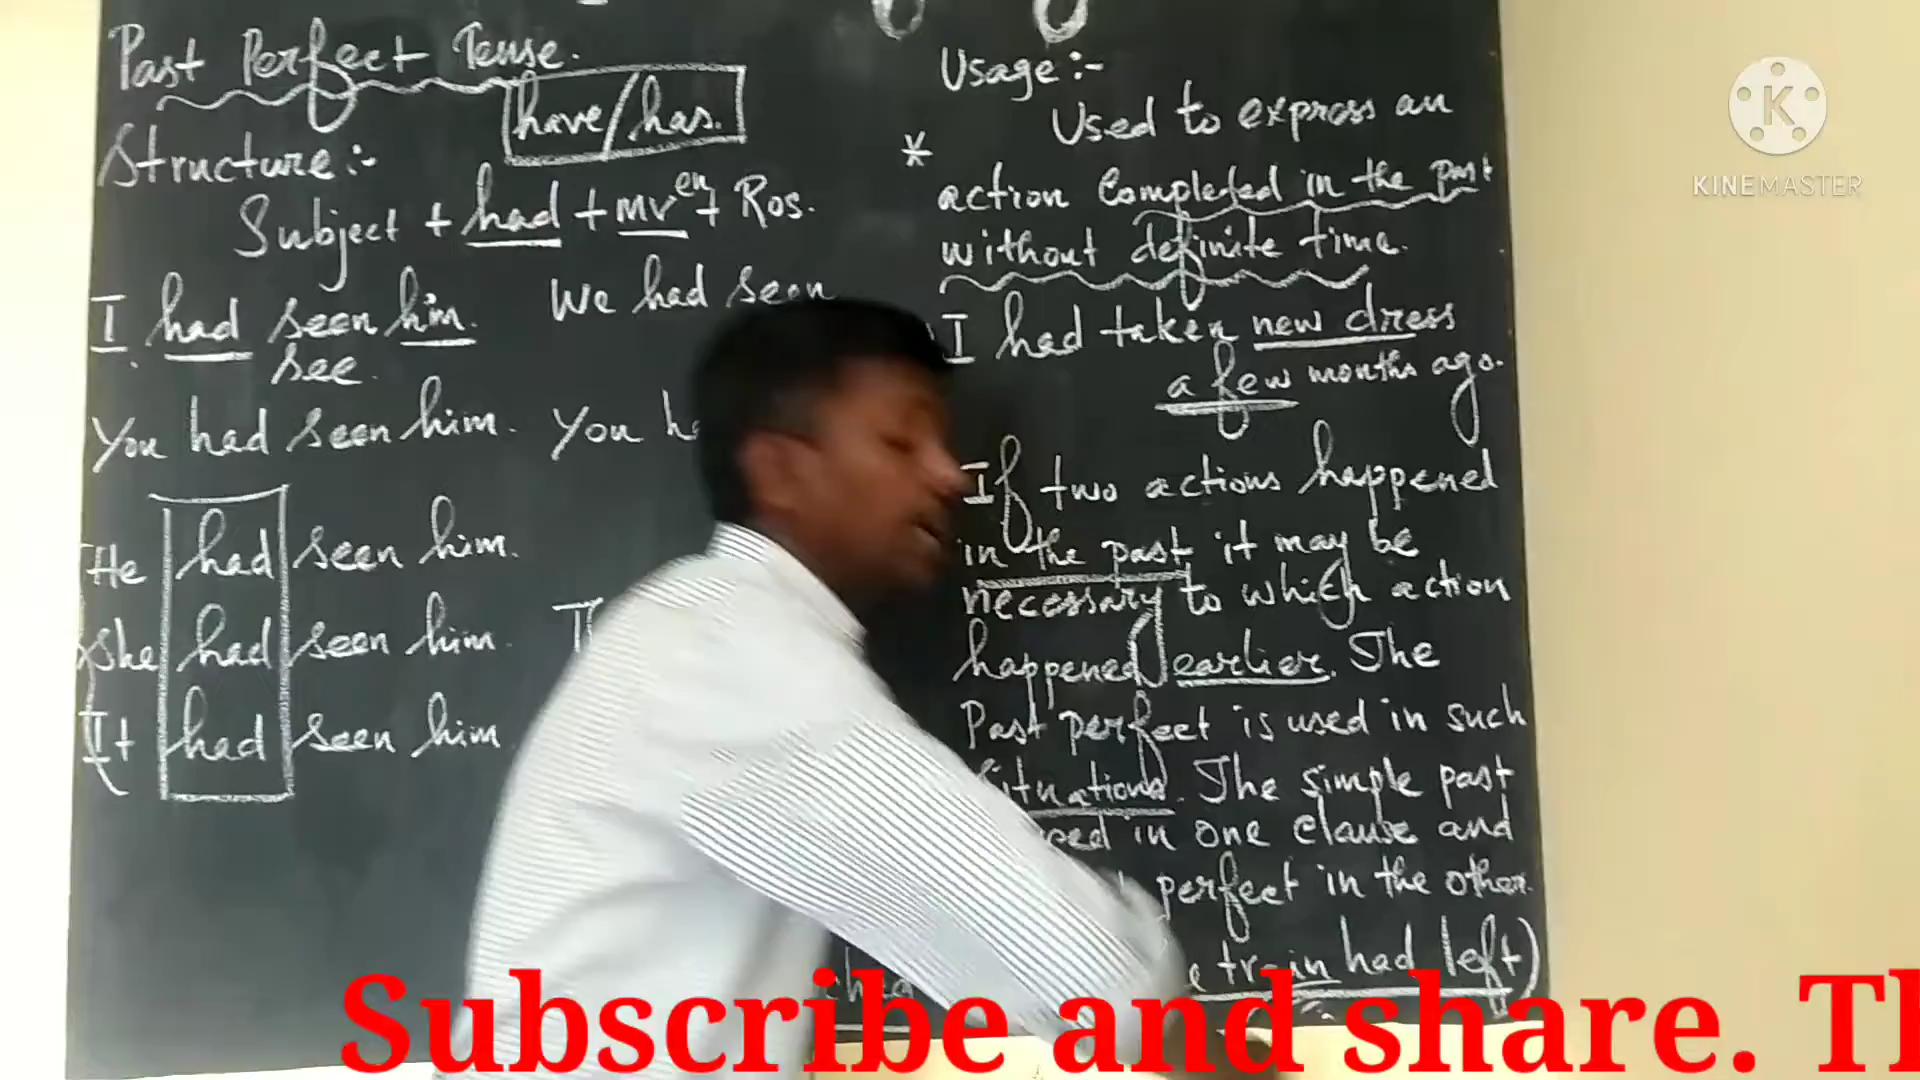 Past Perfect Tense.
have/has.
Structure:-
Subject + had + mv en + Ros.
I had seen him.
see.
We had seen
You had seen him.
You
He had seen him.
She had seen him.
It had seen him.
Usage:-
Used to express an
* action Completed in the past
without definite time.
I had taken new dress
a few months ago.
If two actions happened
in the past it may be
necessary to which action
happened earlier. The
Past perfect is used in such
situations. The simple past
in one clause and
perfect in the other.
train had left)
KINEMASTER
Subscribe and share.